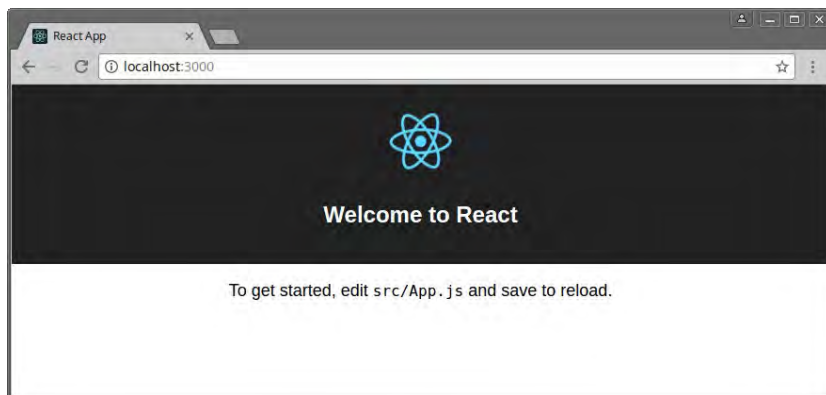 React App
localhost:3000
Welcome to React
To get started, edit src/App.js and save to reload.